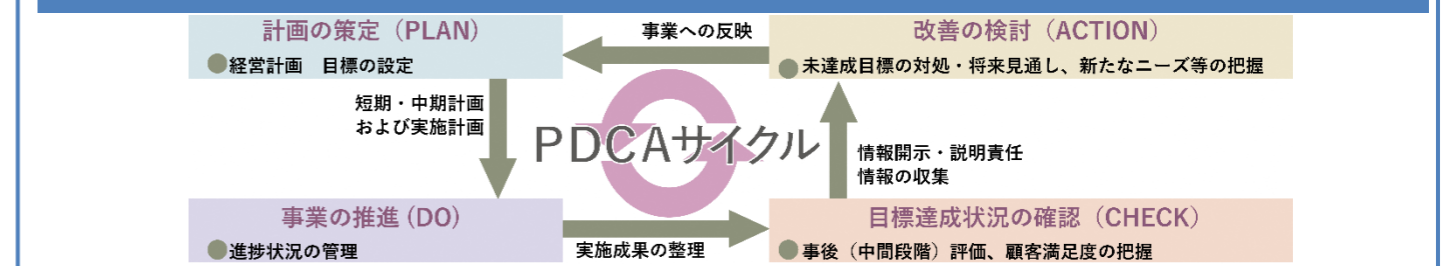 計画の策定（PLAN）
●経営計画　目標の設定
事業への反映
改善の検討（ACTION）
●未達成目標の対処・将来見通し、新たなニーズ等の把握
短期・中期計画
および実施計画
PDCAサイクル
情報開示・説明責任
情報の収集
事業の推進 (DO)
●進捗状況の管理
実施成果の整理
目標達成状況の確認（CHECK）
●事後（中間段階）評価、顧客満足度の把握